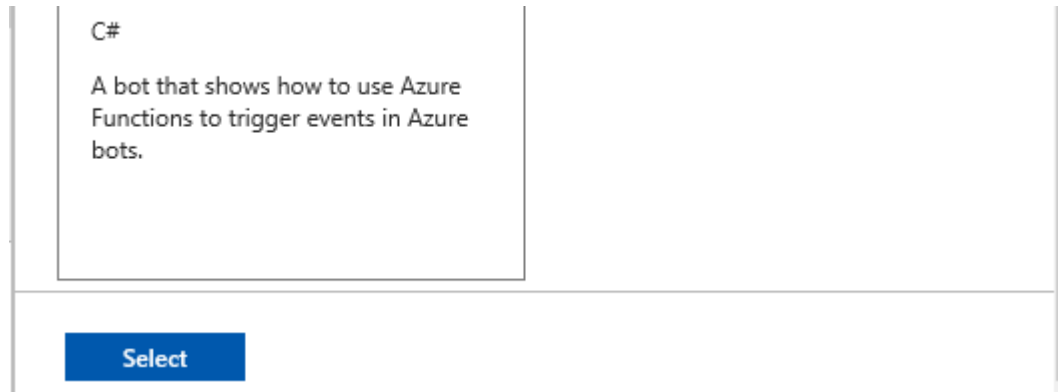 C#
A bot that shows how to use Azure
Functions to trigger events in Azure
bots.
Select